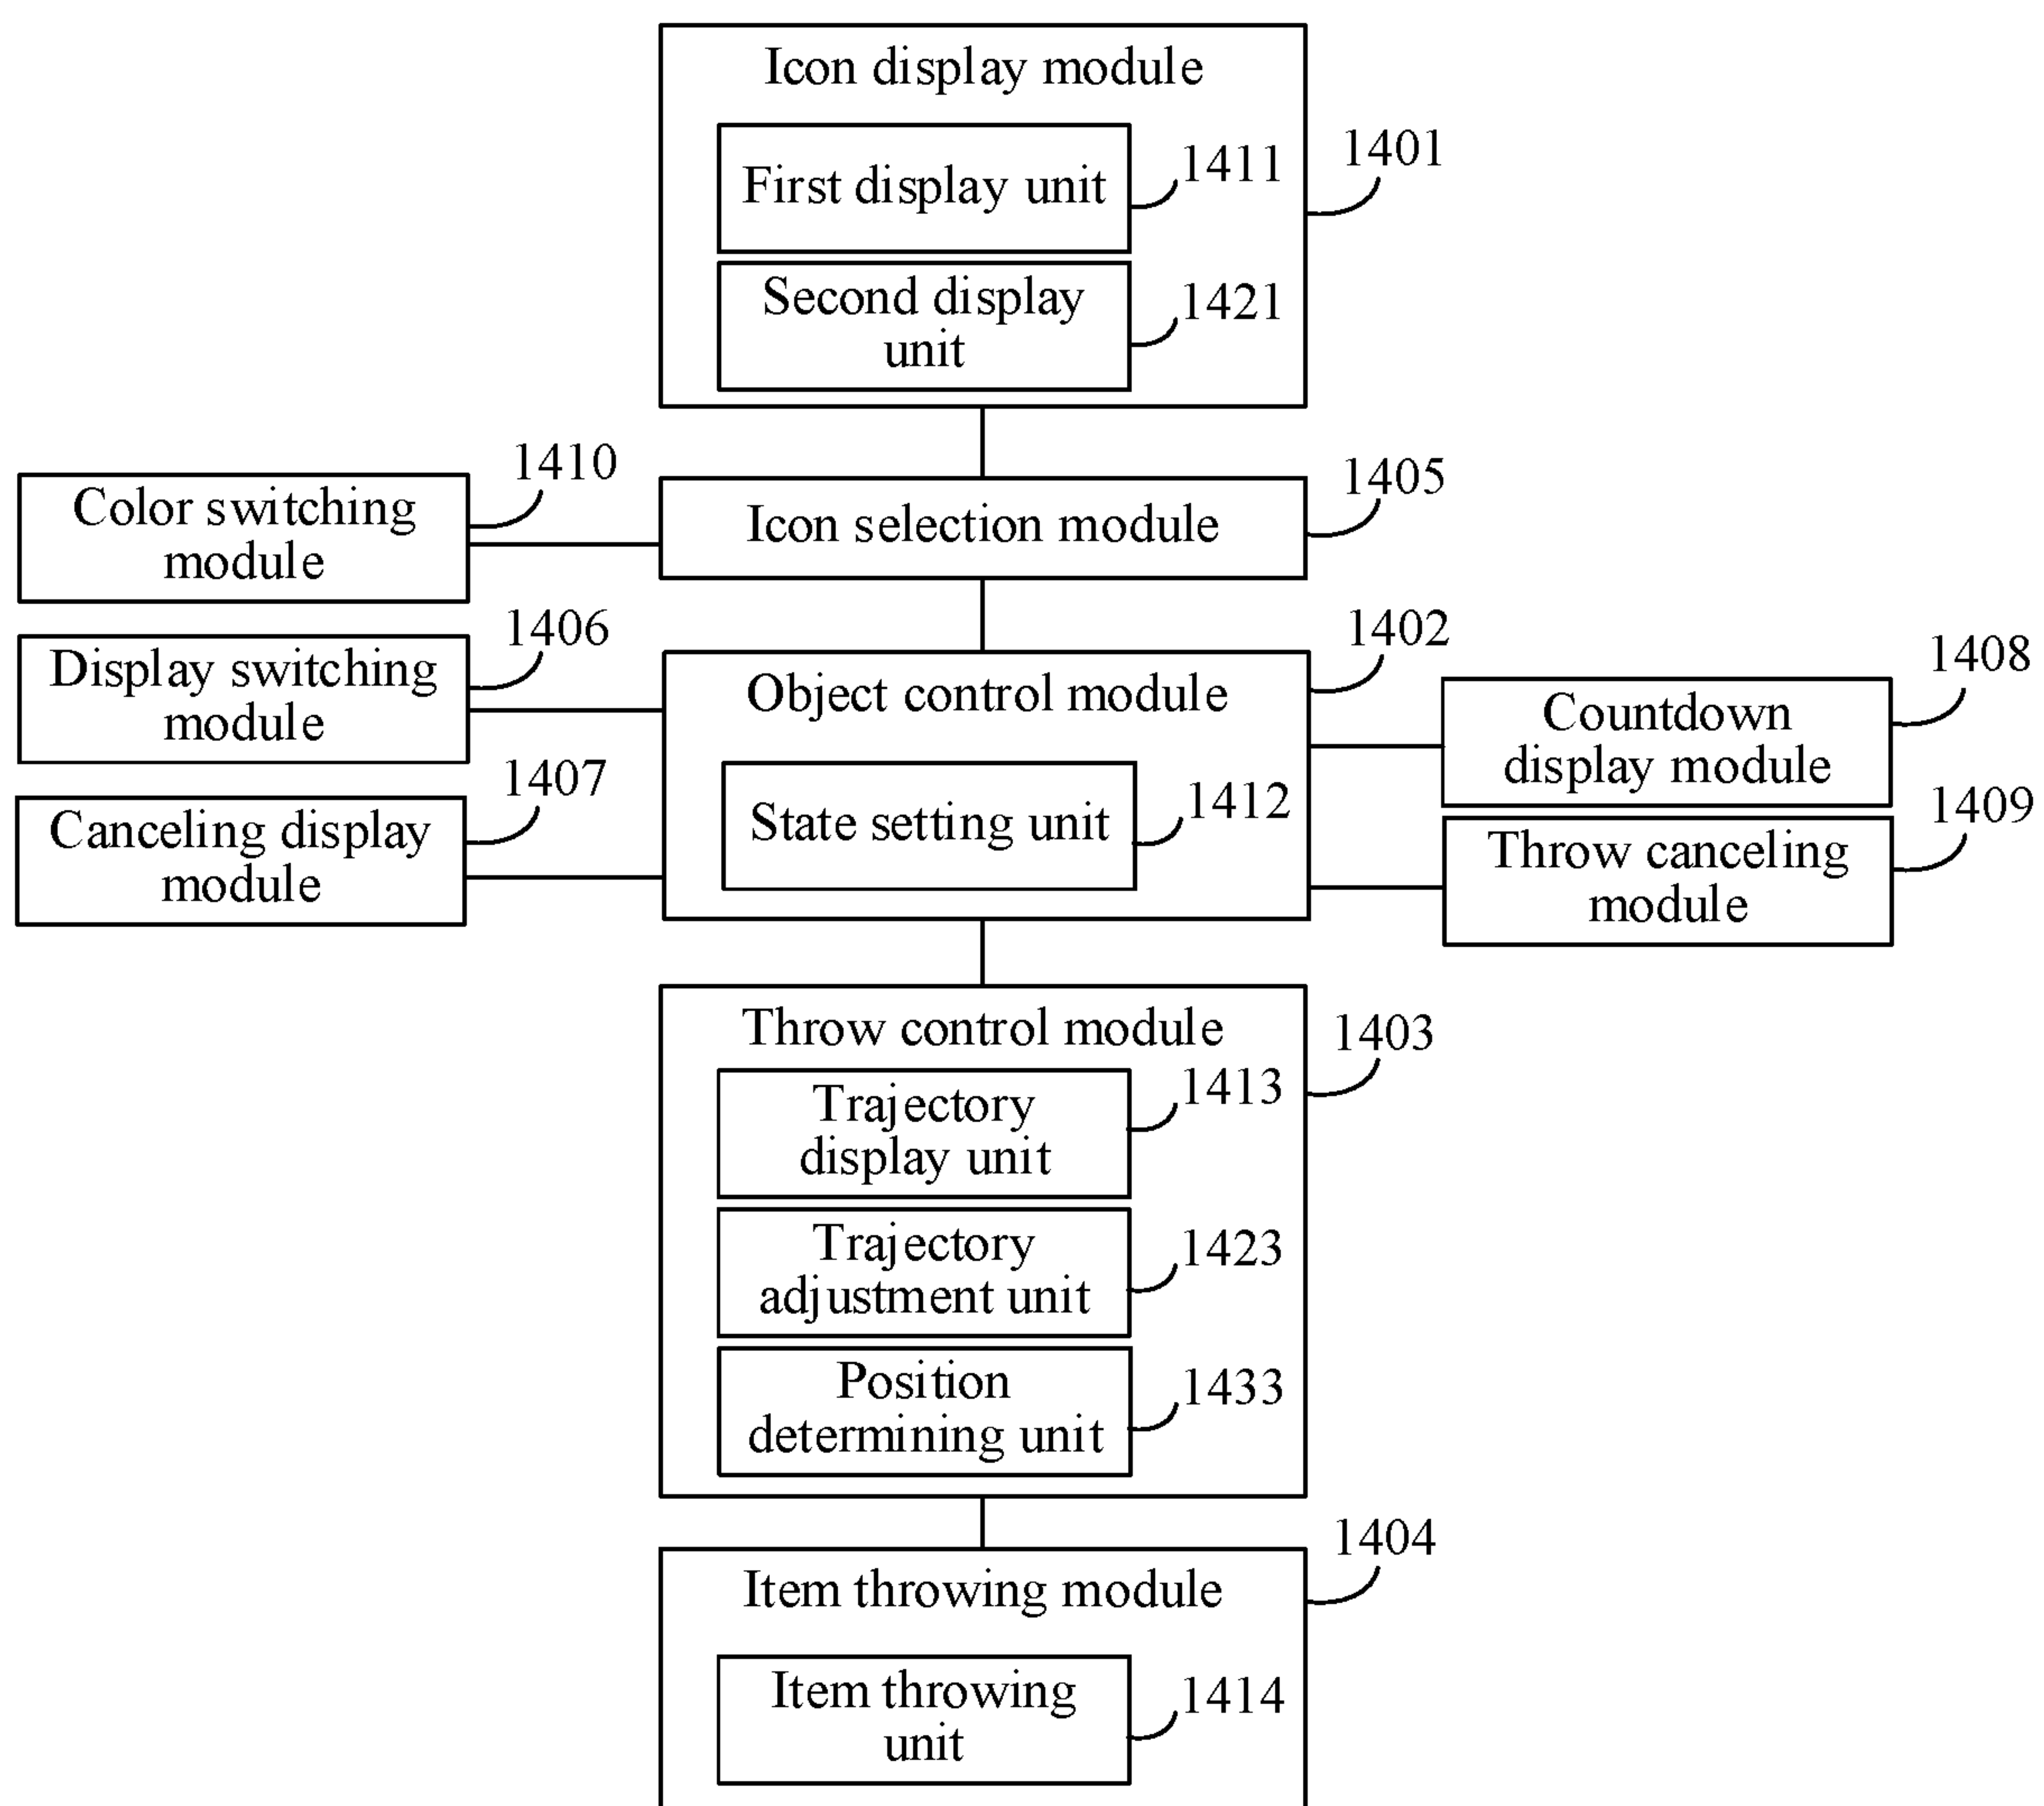 Icon display module
First display unit
1411
1401
Second display
unit
1421
Color switching
module
1410
Icon selection module
1405
Display switching
module
1406
Object control module
1402
Countdown
display module
1408
Canceling display
module
1407
State setting unit
1412
Throw canceling
module
1409
Throw control module
1403
Trajectory
display unit
1413
Trajectory
adjustment unit
1423
Position
determining unit
1433
Item throwing module
1404
Item throwing
unit
1414